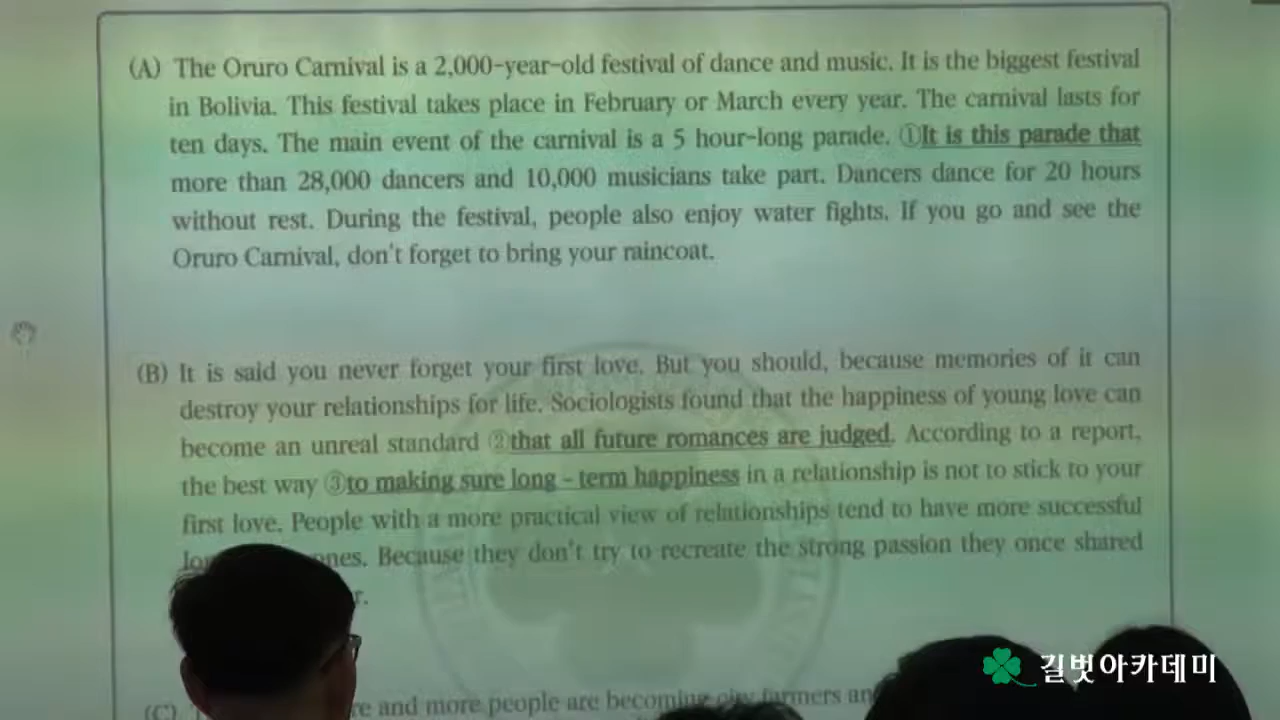 (A) The Oruro Carnival is a 2,000-year-old festival of dance and music. It is the biggest festival
in Bolivia. This festival takes place in February or March every year. The carnival lasts for
ten days. The main event of the carnival is a 5 hour-long parade. ①It is this parade that
more than 28,000 dancers and 10,000 musicians take part. Dancers dance for 20 hours
without rest. During the festival, people also enjoy water fights. If you go and see the
Oruro Carnival, don't forget to bring your raincoat.
(B) It is said you never forget your first love. But you should, because memories of it can
destroy your relationships for life. Sociologists found that the happiness of young love can
become an unreal standard ②that all future romances are judged. According to a report,
the best way ③to making sure long - term happiness in a relationship is not to stick to your
first love. People with a more practical view of relationships tend to have more successful
Because they don't try to recreate the strong passion they once shared
(C) and more people are becoming city farmers
길벗아카데미